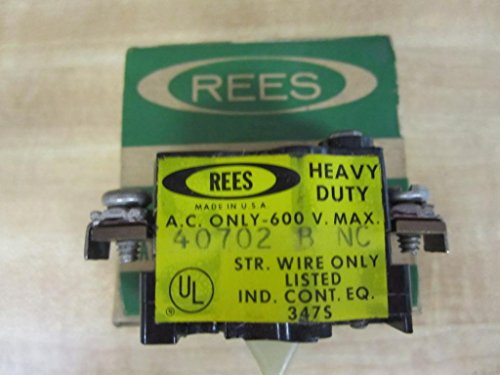 REES
REES
HEAVY
DUTY
MADE IN U.S.A
A.C. ONLY-600 V. MAX.
40702 B NC
STR. WIRE ONLY
LISTED
UL
IND. CONT. EQ.
347S